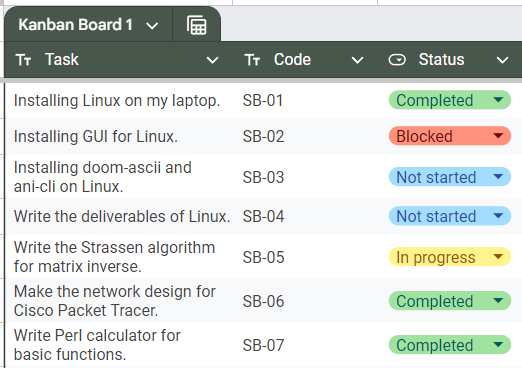 Kanban Board 1
Tт Task Tт Code Status
Installing Linux on my laptop. SB-01 Completed
Installing GUI for Linux. SB-02 Blocked
Installing doom-ascii and
ani-cli on Linux. SB-03 Not started
Write the deliverables of Linux. SB-04 Not started
Write the Strassen algorithm
for matrix inverse. SB-05 In progress
Make the network design for
Cisco Packet Tracer. SB-06 Completed
Write Perl calculator for
basic functions. SB-07 Completed